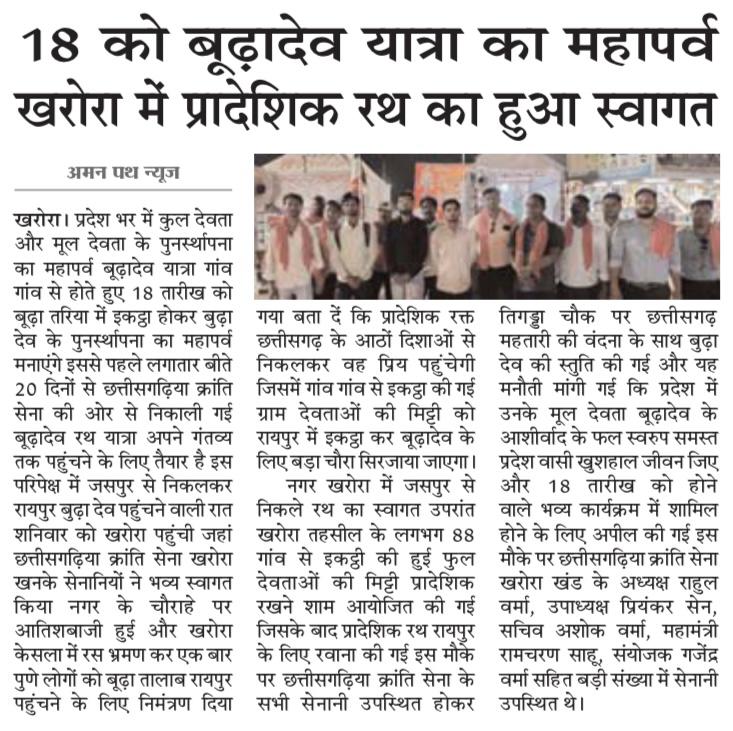 18 को बूढ़ादेव यात्रा का महापर्व
खरोरा में प्रादेशिक रथ का हुआ स्वागत
अमन पथ न्यूज
खरोरा। प्रदेश भर में कुल देवता
और मूल देवता के पुनर्स्थापना
का महापर्व बूढ़ादेव यात्रा गांव
गांव से होते हुए 18 तारीख को
बूढ़ा तरिया में इकट्ठा होकर बुढ़ा
देव के पुनर्स्थापना का महापर्व
मनाएंगे इससे पहले लगातार बीते
20 दिनों से छत्तीसगढ़िया क्रांति
सेना की ओर से निकाली गई
बूढ़ादेव रथ यात्रा अपने गंतव्य
तक पहुंचने के लिए तैयार है इस
परिपेक्ष में जसपुर से निकलकर
रायपुर बुढ़ा देव पहुंचने वाली रात
शनिवार को खरोरा पहुंची जहां
छत्तीसगढ़िया क्रांति सेना खरोरा
खनके सेनानियों ने भव्य स्वागत
किया नगर के चौराहे पर
आतिशबाजी हुई और खरोरा
केसला में रस भ्रमण कर एक बार
पुणे लोगों को बूढ़ा तालाब रायपुर
पहुंचने के लिए निमंत्रण दिया
गया बता दें कि प्रादेशिक रक्त
छत्तीसगढ़ के आठों दिशाओं से
निकलकर वह प्रिय पहुंचेगी
जिसमें गांव गांव से इकट्ठा की गई
ग्राम देवताओं की मिट्टी को
रायपुर में इकट्ठा कर बूढ़ादेव के
लिए बड़ा चौरा सिरजाया जाएगा।
नगर खरोरा में जसपुर से
निकले रथ का स्वागत उपरांत
खरोरा तहसील के लगभग 88
गांव से इकट्ठी की हुई फुल
देवताओं की मिट्टी प्रादेशिक
रखने शाम आयोजित की गई
जिसके बाद प्रादेशिक रथ रायपुर
के लिए रवाना की गई इस मौके
पर छत्तीसगढ़िया क्रांति सेना के
सभी सेनानी उपस्थित होकर
तिगड्डा चौक पर छत्तीसगढ़
महतारी की वंदना के साथ बुढ़ा
देव की स्तुति की गई और यह
मनौती मांगी गई कि प्रदेश में
उनके मूल देवता बूढ़ादेव के
आशीर्वाद के फल स्वरुप समस्त
प्रदेश वासी खुशहाल जीवन जिए
और 18 तारीख को होने
वाले भव्य कार्यक्रम में शामिल
होने के लिए अपील की गई इस
मौके पर छत्तीसगढ़िया क्रांति सेना
खरोरा खंड के अध्यक्ष राहुल
वर्मा, उपाध्यक्ष प्रियंकर सेन,
सचिव अशोक वर्मा, महामंत्री
रामचरण साहू, संयोजक गजेंद्र
वर्मा सहित बड़ी संख्या में सेनानी
उपस्थित थे।